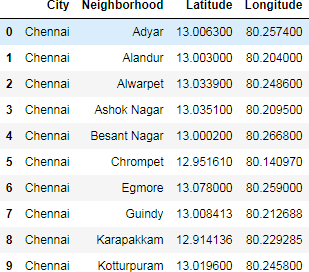 City Neighborhood Latitude Longitude
0 Chennai Adyar 13.006300 80.257400
1 Chennai Alandur 13.003000 80.204000
2 Chennai Alwarpet 13.033900 80.248600
3 Chennai Ashok Nagar 13.035100 80.209500
4 Chennai Besant Nagar 13.000200 80.266800
5 Chennai Chrompet 12.951610 80.140970
6 Chennai Egmore 13.078000 80.259000
7 Chennai Guindy 13.008413 80.212688
8 Chennai Karapakkam 12.914136 80.229285
9 Chennai Kotturpuram 13.019600 80.245800